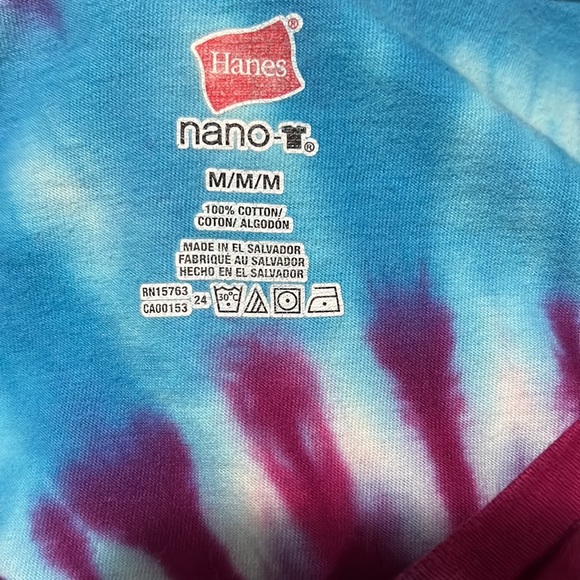 Hanes®
nano-T®
M/M/M
100% COTTON/
COTON/ ALGODÓN
MADE IN EL SALVADOR
FABRIQUÉ AU SALVADOR
HECHO EN EL SALVADOR
RN15763
CA00153
24
30°C